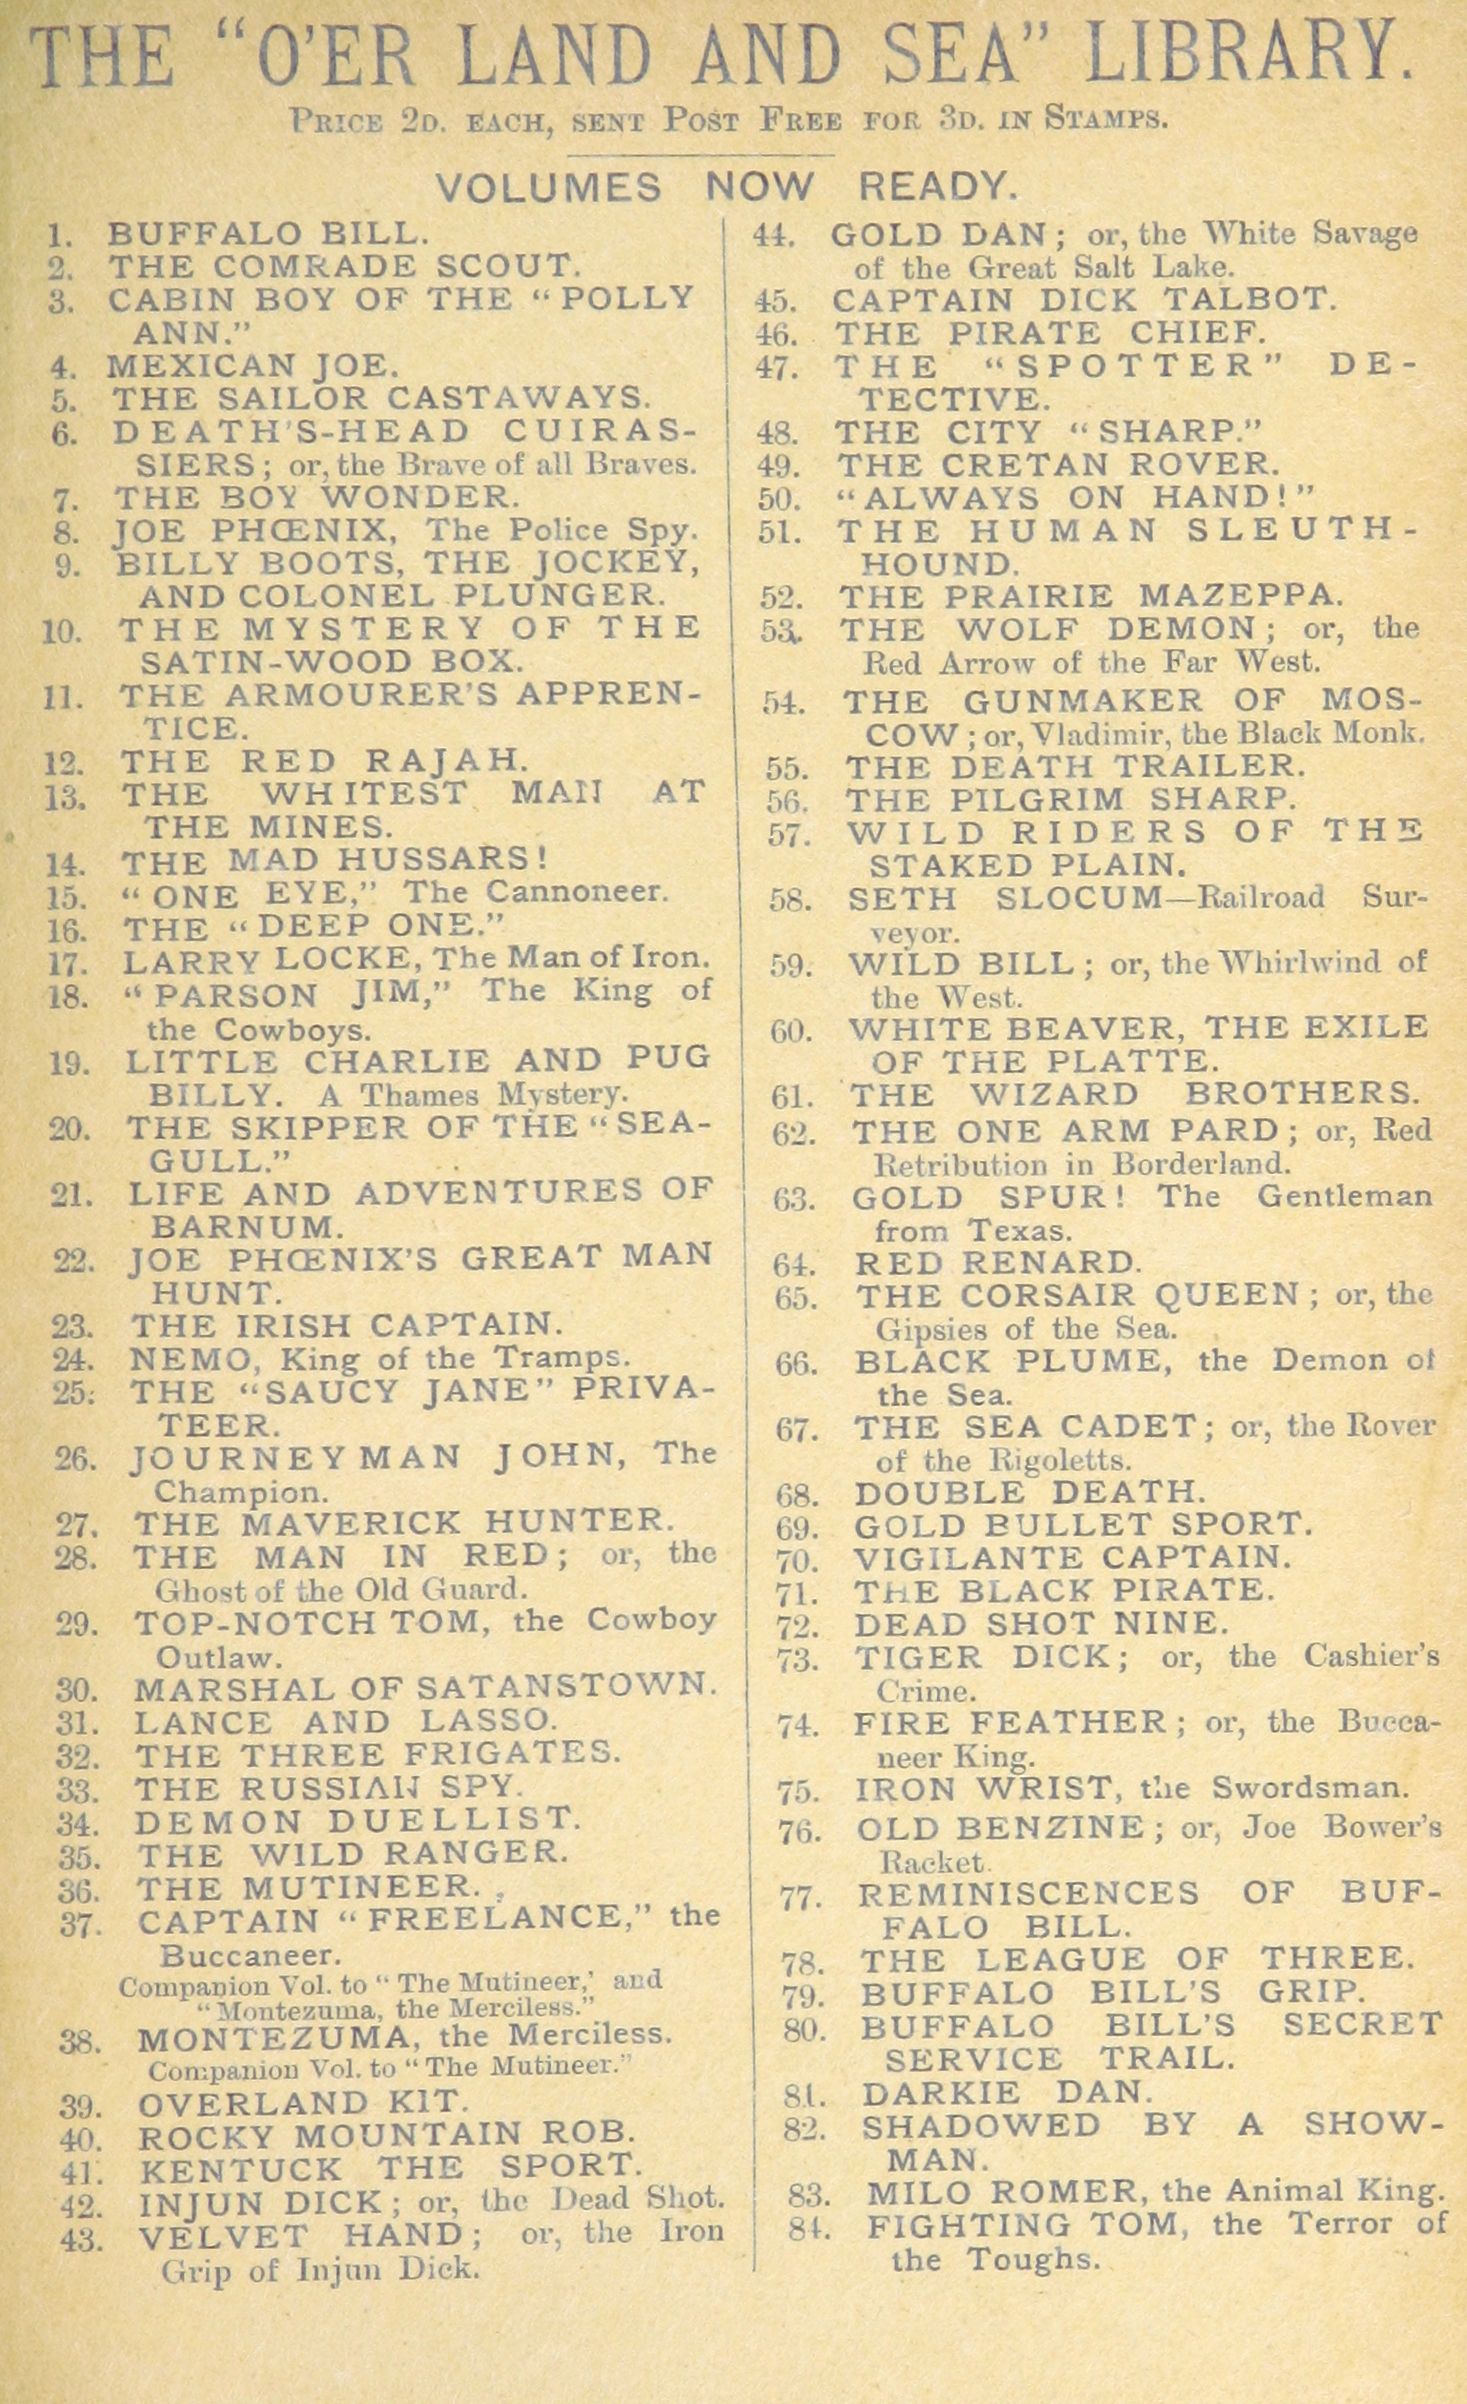 THE "O'ER LAND AND SEA" LIBRARY.
PRICE 2D. EACH, SENT POST FREE FOR 3D. IN STAMPS.
VOLUMES NOW READY.
1. BUFFALO BILL.
2. THE COMRADE SCOUT.
3. CABIN BOY OF THE "POLLY
ANN."
4. MEXICAN JOE.
5. THE SAILOR CASTAWAYS.
6. DEATH'S-HEAD CUIRAS-
SIERS; or, the Brave of all Braves.
7. THE BOY WONDER.
8. JOE PHŒNIX, The Police Spy.
9. BILLY BOOTS, THE JOCKEY,
AND COLONEL PLUNGER.
10. THE MYSTERY OF THE
SATIN-WOOD BOX.
11. THE ARMOURER'S APPREN-
TICE.
12. THE RED RAJAH.
13. THE WHITEST MAN AT
THE MINES.
14. THE MAD HUSSARS!
15. "ONE EYE," The Cannoneer.
16. THE "DEEP ONE."
17. LARRY LOCKE, The Man of Iron.
18. "PARSON JIM," The King of
the Cowboys.
19. LITTLE CHARLIE AND PUG
BILLY. A Thames Mystery.
20. THE SKIPPER OF THE "SEA-
GULL."
21. LIFE AND ADVENTURES OF
BARNUM.
22. JOE PHŒNIX'S GREAT MAN
HUNT.
23. THE IRISH CAPTAIN.
24. NEMO, King of the Tramps.
25. THE "SAUCY JANE" PRIVA-
TEER.
26. JOURNEYMAN JOHN, The
Champion.
27. THE MAVERICK HUNTER.
28. THE MAN IN RED; or, the
Ghost of the Old Guard.
29. TOP-NOTCH TOM, the Cowboy
Outlaw.
30. MARSHAL OF SATANSTOWN.
31. LANCE AND LASSO.
32. THE THREE FRIGATES.
33. THE RUSSIAN SPY.
34. DEMON DUELLIST.
35. THE WILD RANGER.
36. THE MUTINEER.
37. CAPTAIN "FREELANCE," the
Buccaneer.
Companion Vol. to "The Mutineer,' and
"Montezuma, the Merciless."
38. MONTEZUMA, the Merciless.
Companion Vol. to "The Mutineer."
39. OVERLAND KIT.
40. ROCKY MOUNTAIN ROB.
41. KENTUCK THE SPORT.
42. INJUN DICK; or, the Dead Shot.
43. VELVET HAND; or, the Iron
Grip of Injun Dick.
44. GOLD DAN; or, the White Savage
of the Great Salt Lake.
45. CAPTAIN DICK TALBOT.
46. THE PIRATE CHIEF.
47. THE "SPOTTER" DE-
TECTIVE.
48. THE CITY "SHARP."
49. THE CRETAN ROVER.
50. "ALWAYS ON HAND!"
51. THE HUMAN SLEUTH-
HOUND.
52. THE PRAIRIE MAZEPPA.
53. THE WOLF DEMON; or, the
Red Arrow of the Far West.
54. THE GUNMAKER OF MOS-
COW; or, Vladimir, the Black Monk.
55. THE DEATH TRAILER.
56. THE PILGRIM SHARP.
57. WILD RIDERS OF THE
STAKED PLAIN.
58. SETH SLOCUM—Railroad Sur-
veyor.
59. WILD BILL; or, the Whirlwind of
the West.
60. WHITE BEAVER, THE EXILE
OF THE PLATTE.
61. THE WIZARD BROTHERS.
62. THE ONE ARM PARD; or, Red
Retribution in Borderland.
63. GOLD SPUR! The Gentleman
from Texas.
64. RED RENARD.
65. THE CORSAIR QUEEN; or, the
Gipsies of the Sea.
66. BLACK PLUME, the Demon of
the Sea.
67. THE SEA CADET; or, the Rover
of the Rigoletts.
68. DOUBLE DEATH.
69. GOLD BULLET SPORT.
70. VIGILANTE CAPTAIN.
71. THE BLACK PIRATE.
72. DEAD SHOT NINE.
73. TIGER DICK; or, the Cashier's
Crime.
74. FIRE FEATHER; or, the Bucca-
neer King.
75. IRON WRIST, the Swordsman.
76. OLD BENZINE; or, Joe Bower's
Racket.
77. REMINISCENCES OF BUF-
FALO BILL.
78. THE LEAGUE OF THREE.
79. BUFFALO BILL'S GRIP.
80. BUFFALO BILL'S SECRET
SERVICE TRAIL.
81. DARKIE DAN.
82. SHADOWED BY A SHOW-
MAN.
83. MILO ROMER, the Animal King.
84. FIGHTING TOM, the Terror of
the Toughs.